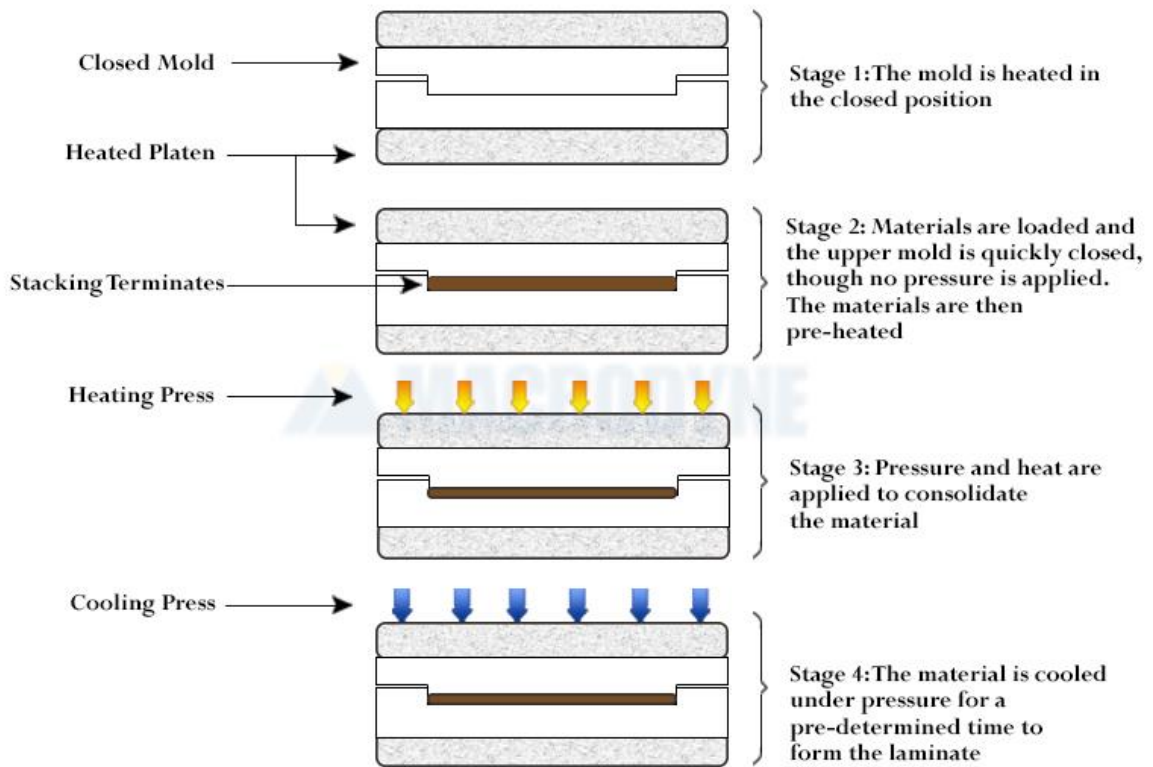 Closed Mold
Stage 1:The mold is heated in
the closed position
Heated Platen
Stage 2: Materials are loaded and
the upper mold is quickly closed,
though no pressure is applied.
The materials are then
pre-heated
Stacking Terminates
MACRODYNE
Heating Press
Stage 3: Pressure and heat are
applied to consolidate
the material
Cooling Press
Stage 4:The material is cooled
under pressure for a
pre-determined time to
form the laminate